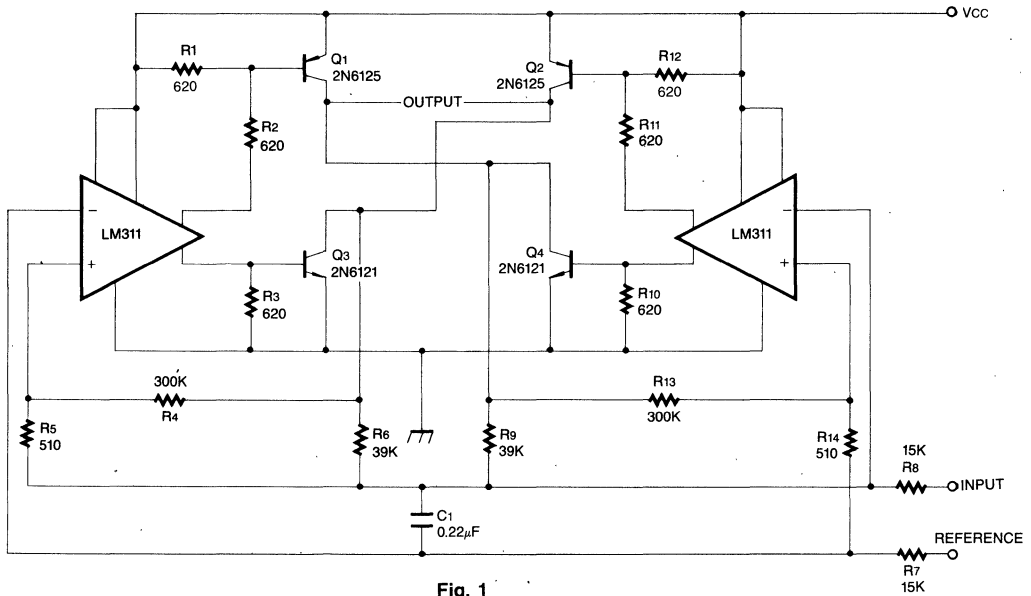 VCC
R1
620
Q1
2N6125
Q2
2N6125
R12
620
OUTPUT
R2
620
R11
620
−
LM311
+
−
LM311
+
Q3
2N6121
Q4
2N6121
R3
620
R10
620
300K
R4
R13
300K
R5
510
R6
39K
R9
39K
R14
510
15K
R8
INPUT
C1
0.22µF
REFERENCE
R7
15K
Fig. 1